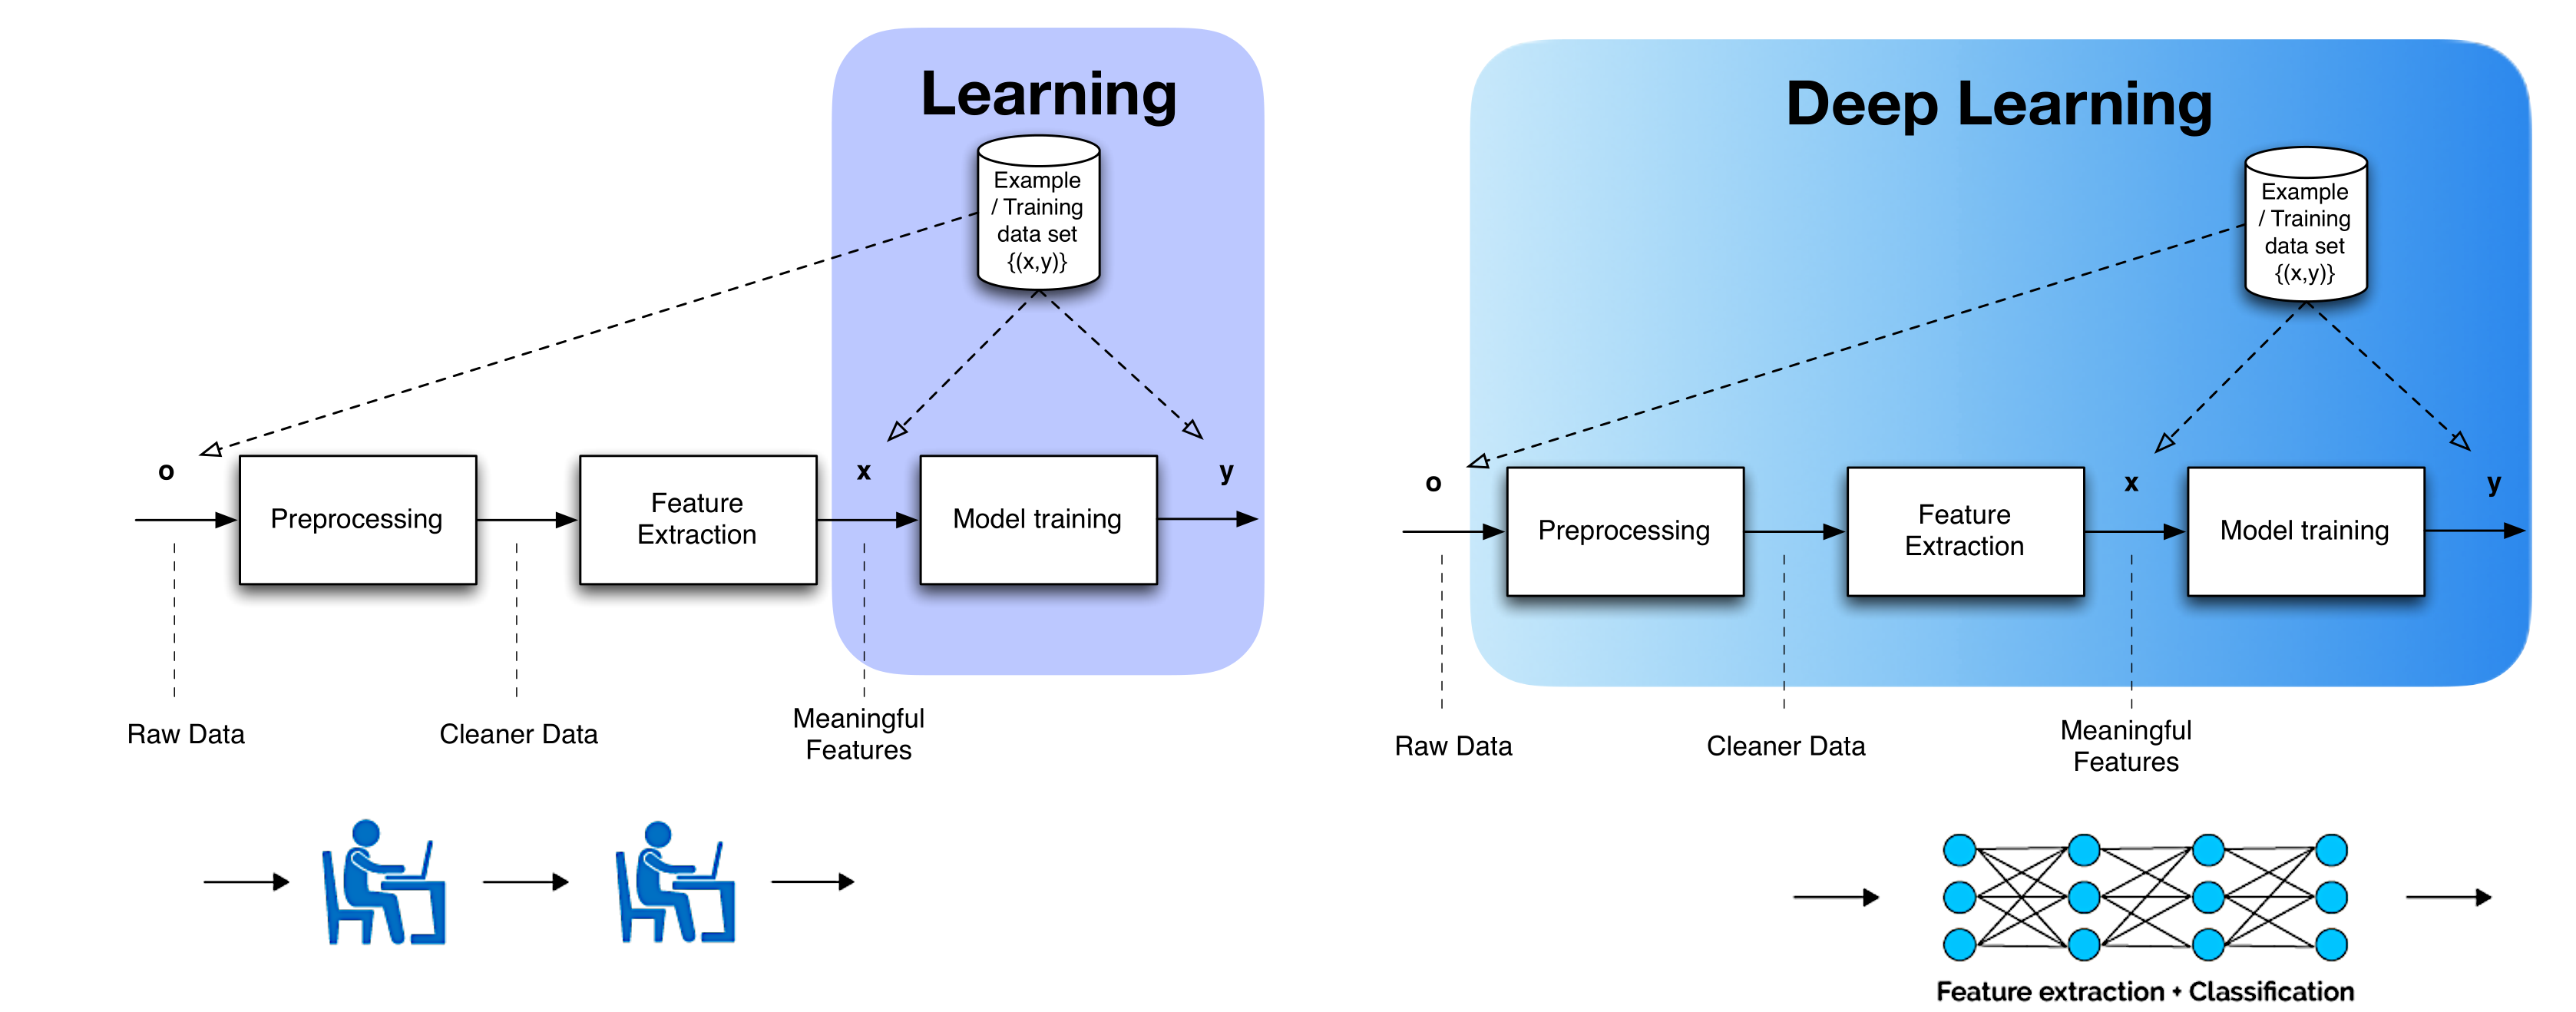 Learning
Example
/ Training
data set
{(x,y)}
o
x
y
Preprocessing
Feature
Extraction
Model training
Raw Data
Cleaner Data
Meaningful
Features
Deep Learning
Example
/ Training
data set
{(x,y)}
o
x
y
Preprocessing
Feature
Extraction
Model training
Raw Data
Cleaner Data
Meaningful
Features
Feature extraction + Classification